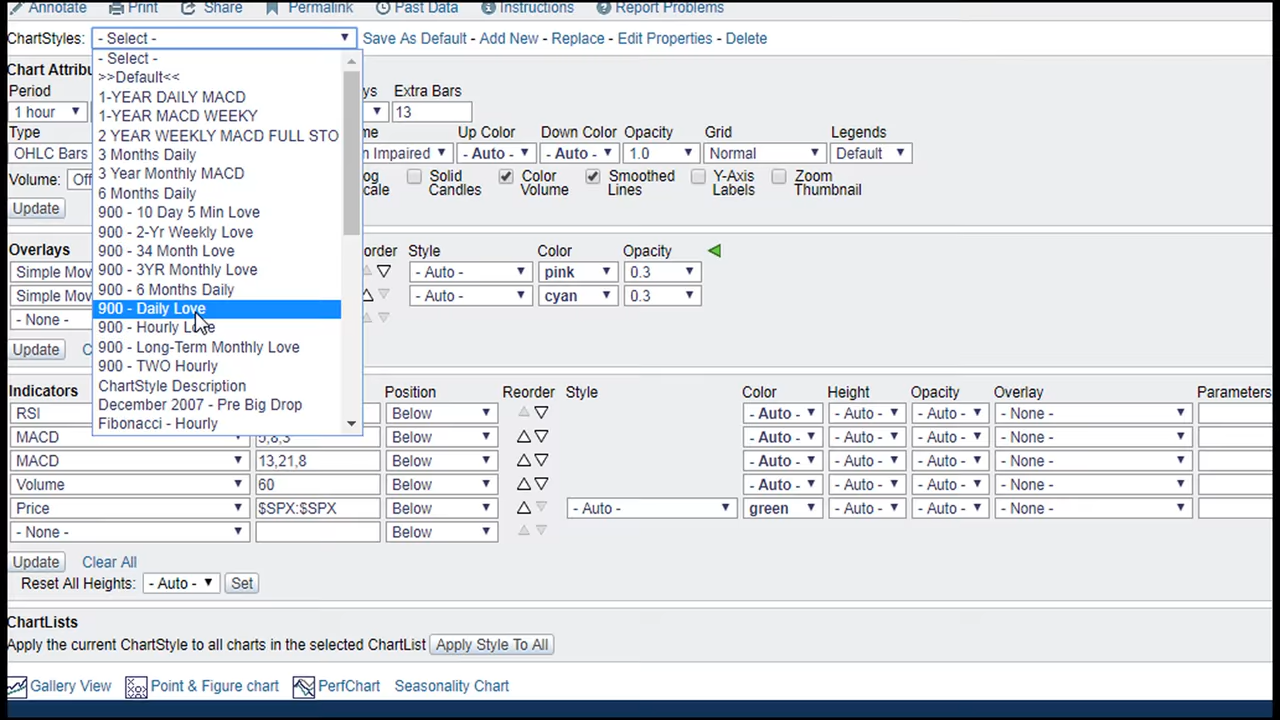 Annotate Print Share Permalink Past Data Instructions Report Problems
ChartStyles: - Select - Save As Default - Add New - Replace - Edit Properties - Delete
- Select -
>>Default<<
1-YEAR DAILY MACD
1-YEAR MACD WEEKY
2 YEAR WEEKLY MACD FULL STO
3 Months Daily
3 Year Monthly MACD
6 Months Daily
900 - 10 Day 5 Min Love
900 - 2-Yr Weekly Love
900 - 34 Month Love
900 - 3YR Monthly Love
900 - 6 Months Daily
900 - Daily Love
900 - Hourly Love
900 - Long-Term Monthly Love
900 - TWO Hourly
ChartStyle Description
December 2007 - Pre Big Drop
Fibonacci - Hourly
Chart Attrib
Period Extra Bars
1 hour 13
Type Up Color Down Color Opacity Grid Legends
OHLC Bars Impaired - Auto - - Auto - 1.0 Normal Default
Volume: Off Solid Candles Color Volume Smoothed Lines Y-Axis Labels Zoom Thumbnail
Update
Overlays Style Color Opacity
Simple Mov - Auto - pink 0.3
Simple Mov - Auto - cyan 0.3
- None -
Update
Indicators Position Reorder Style Color Height Opacity Overlay Parameters
RSI Below - Auto - - Auto - - Auto - - None -
MACD 5,8,3 Below - Auto - - Auto - - Auto - - None -
MACD 13,21,8 Below - Auto - - Auto - - Auto - - None -
Volume 60 Below - Auto - - Auto - - Auto - - None -
Price $SPX:$SPX Below - Auto - green - Auto - - Auto - - None -
- None - Below
Update Clear All
Reset All Heights: - Auto - Set
ChartLists
Apply the current ChartStyle to all charts in the selected ChartList Apply Style To All
Gallery View Point & Figure chart PerfChart Seasonality Chart